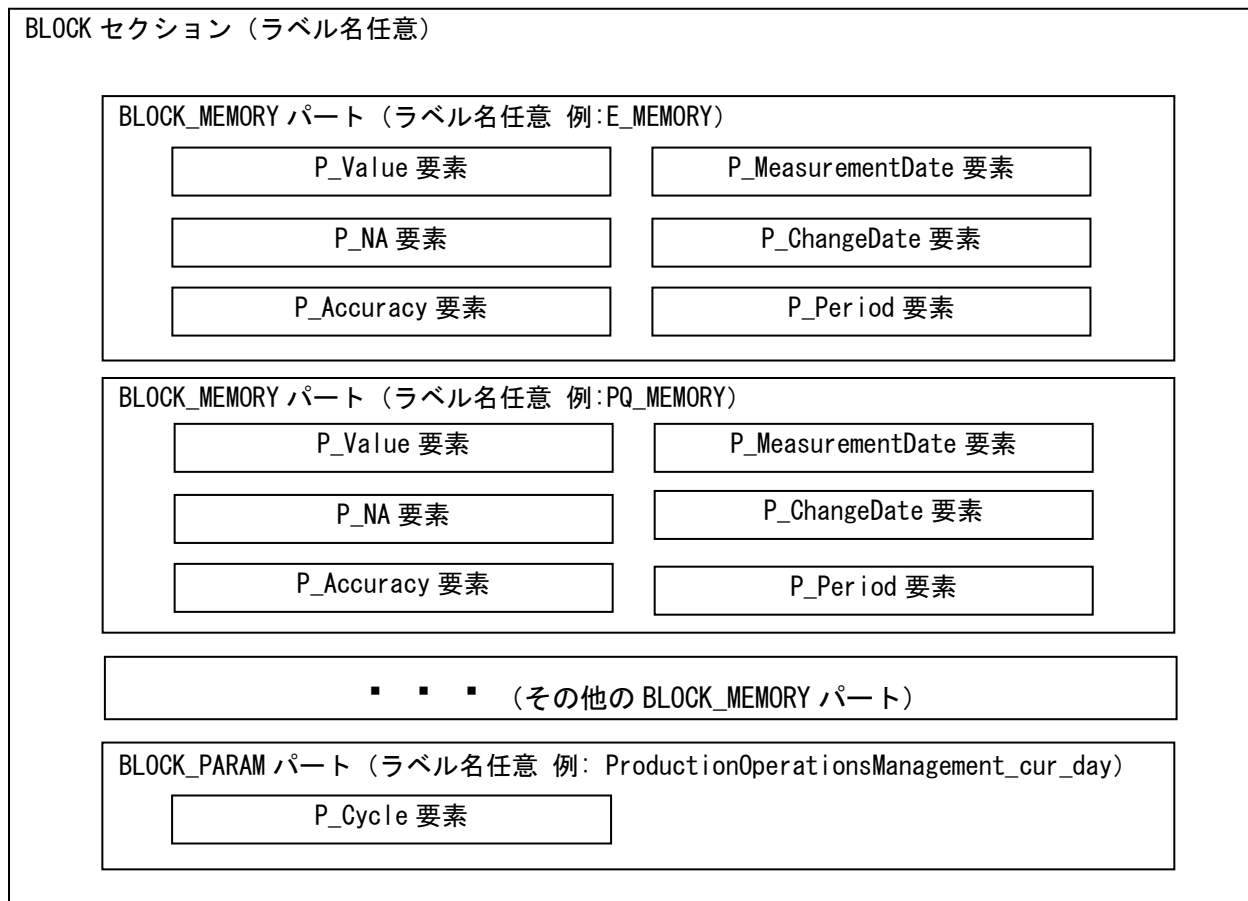 BLOCK セクション（ラベル名任意）
BLOCK_MEMORY パート（ラベル名任意 例:E_MEMORY）
P_Value 要素
P_MeasurementDate 要素
P_NA 要素
P_ChangeDate 要素
P_Accuracy 要素
P_Period 要素
BLOCK_MEMORY パート（ラベル名任意 例:PQ_MEMORY）
P_Value 要素
P_MeasurementDate 要素
P_NA 要素
P_ChangeDate 要素
P_Accuracy 要素
P_Period 要素
・・・（その他の BLOCK_MEMORY パート）
BLOCK_PARAM パート（ラベル名任意 例: ProductionOperationsManagement_cur_day）
P_Cycle 要素